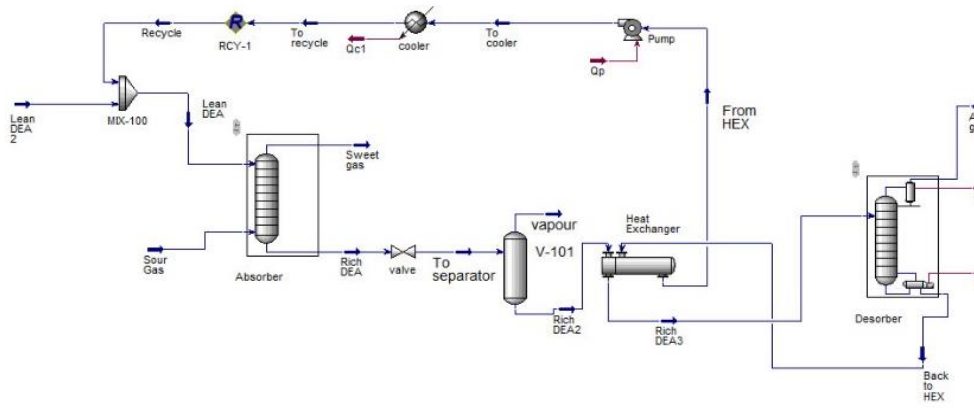 Recycle
R
RCY-1
To
recycle
Qc1
cooler
To
cooler
Pump
Qp
Lean
DEA
2
MIX-100
Lean
DEA
From
HEX
Sweet
gas
Sour
Gas
Absorber
Rich
DEA
valve
To
separator
vapour
V-101
Rich
DEA2
Heat
Exchanger
Rich
DEA3
Desorber
Back
to
HEX